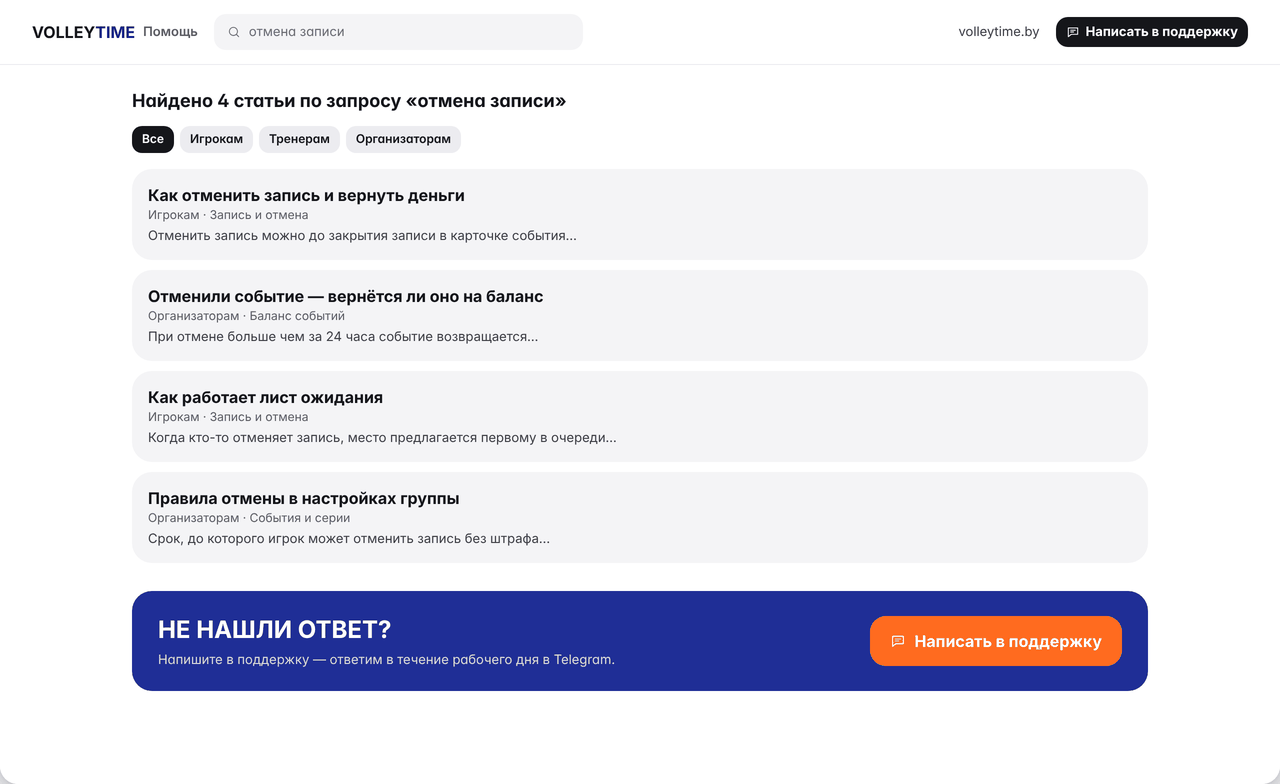 VOLLEYTIME Помощь отмена записи volleytime.by Написать в поддержку
Найдено 4 статьи по запросу «отмена записи»
Все Игрокам Тренерам Организаторам
Как отменить запись и вернуть деньги
Игрокам · Запись и отмена
Отменить запись можно до закрытия записи в карточке события…
Отменили событие — вернётся ли оно на баланс
Организаторам · Баланс событий
При отмене больше чем за 24 часа событие возвращается…
Как работает лист ожидания
Игрокам · Запись и отмена
Когда кто-то отменяет запись, место предлагается первому в очереди…
Правила отмены в настройках группы
Организаторам · События и серии
Срок, до которого игрок может отменить запись без штрафа…
НЕ НАШЛИ ОТВЕТ?
Напишите в поддержку — ответим в течение рабочего дня в Telegram.
Написать в поддержку